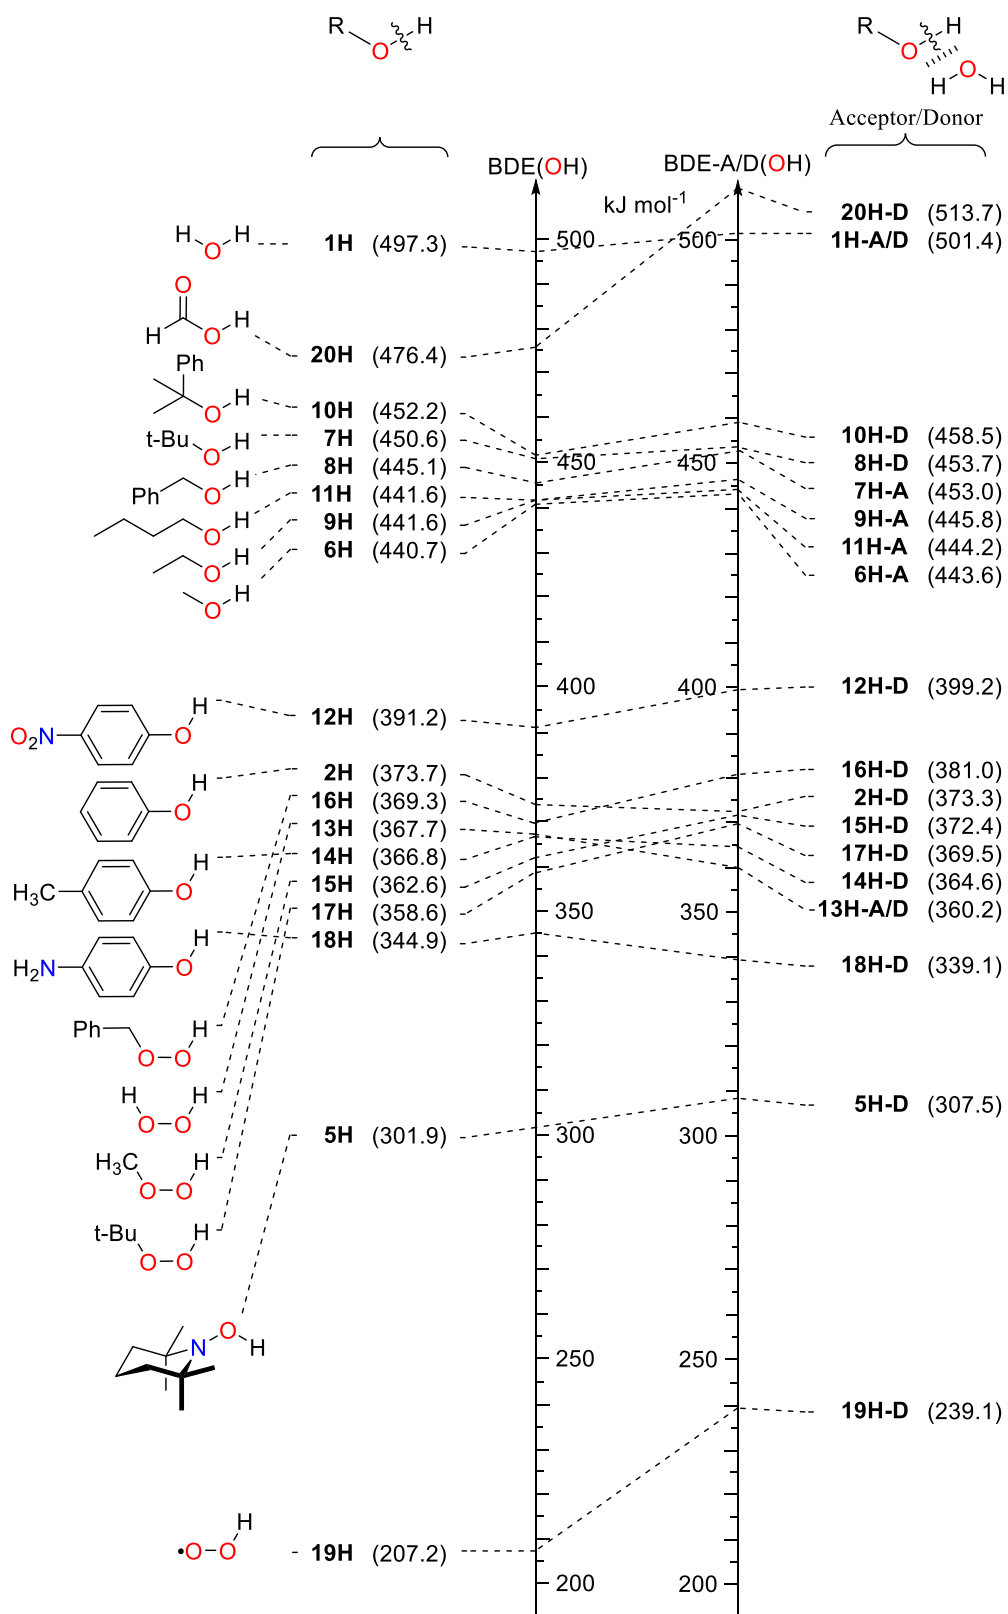 R O H
R O H
H O H
Acceptor/Donor
BDE(OH) BDE-A/D(OH)
kJ mol-1
20H-D (513.7)
H O H 1H (497.3) 500 500 1H-A/D (501.4)
O
H O H
20H (476.4)
Ph
O H 10H (452.2) 10H-D (458.5)
t-Bu O H 7H (450.6) 450 450 8H-D (453.7)
Ph O H 8H (445.1) 7H-A (453.0)
O H 11H (441.6) 9H-A (445.8)
O H 9H (441.6) 11H-A (444.2)
O H 6H (440.7) 6H-A (443.6)
400 400 12H-D (399.2)
O2N O H 12H (391.2)
O H 2H (373.7) 16H-D (381.0)
16H (369.3) 2H-D (373.3)
13H (367.7) 15H-D (372.4)
H3C O H 14H (366.8) 17H-D (369.5)
15H (362.6) 14H-D (364.6)
17H (358.6) 350 350 13H-A/D (360.2)
H2N O H 18H (344.9) 18H-D (339.1)
Ph O O H
H O O H
5H (301.9) 300 300 5H-D (307.5)
H3C O O H
t-Bu O O H
N O H
250 250
19H-D (239.1)
•O O H 19H (207.2)
200 200